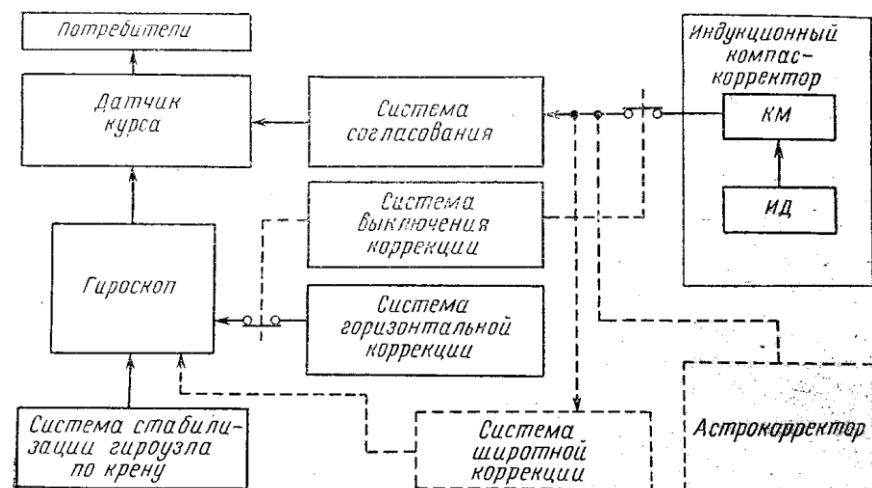 Потребители
Датчик
курса
Система
согласования
Индукционный
компас-
корректор
КМ
ИД
Система
выключения
коррекции
Гироскоп
Система
горизонтальной
коррекции
Система стабили-
зации гироузла
по крену
Система
широтной
коррекции
Астрокорректор